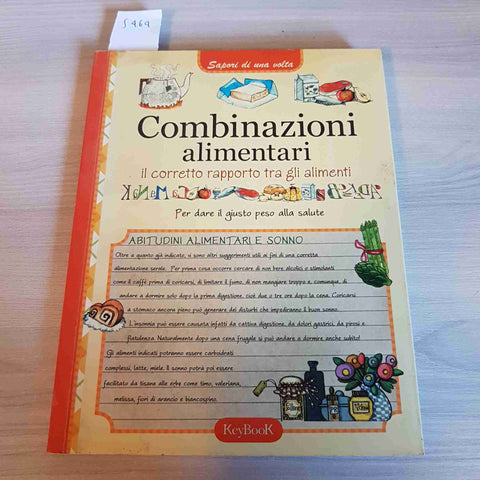 5464
Sapori di una volta
Combinazioni
alimentari
il corretto rapporto tra gli alimenti
Per dare il giusto peso alla salute
ABITUDINI ALIMENTARI E SONNO
Oltre a quanto già indicato, vi sono altri suggerimenti utili ai fini di una corretta
alimentazione serale. Per prima cosa occorre cercare di non bere alcolici e stimolanti
come il caffè prima di coricarsi, di limitare il fumo, di non mangiare troppo e, comunque, di
andare a dormire solo dopo la prima digestione, cioè due o tre ore dopo la cena. Coricarsi
a stomaco ancora pieno può generare dei disturbi che impediranno il buon sonno.
L'insonnia può essere causata infatti da cattiva digestione, da dolori gastrici, da pirosi e
flatulenza. Naturalmente dopo una cena frugale si può andare a dormire anche subito!
Gli alimenti indicati potranno essere carboidrati
complessi, latte, miele. Il sonno potrà poi essere
facilitato da tisane alle erbe come timo, valeriana,
melissa, fiori di arancio e biancospino.
KeyBooK